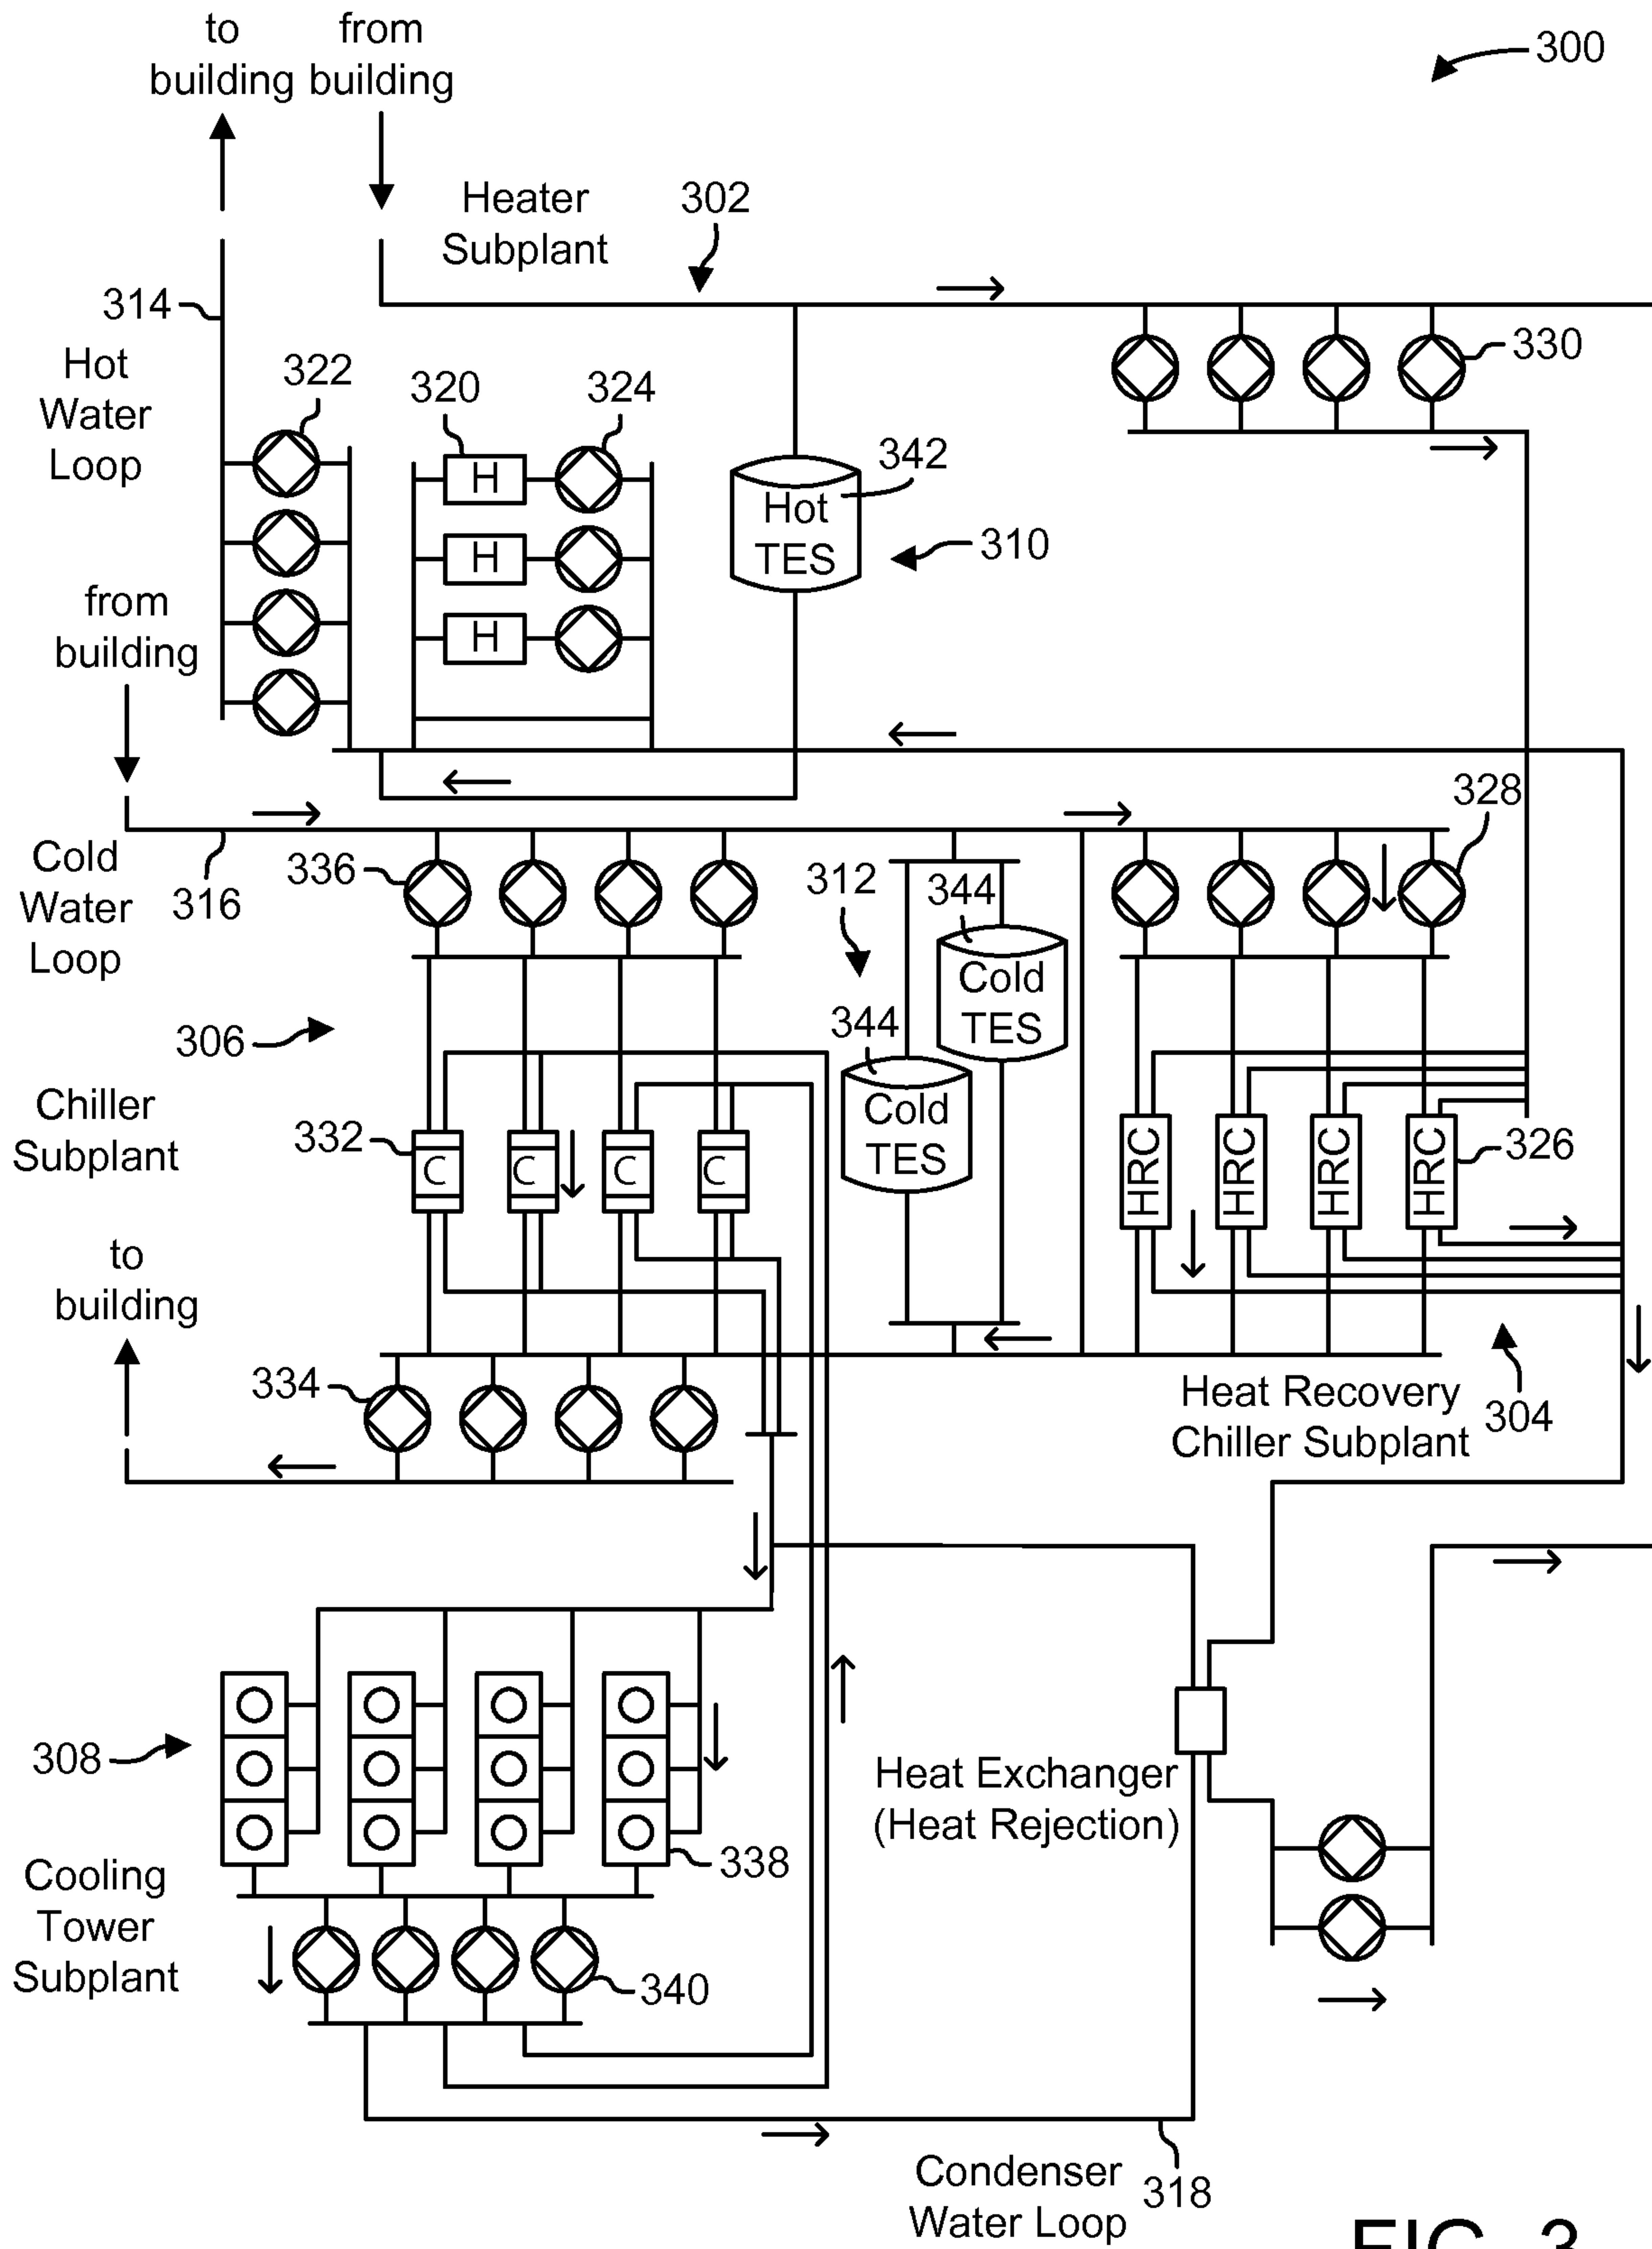 to
building
from
building
300
Heater
Subplant
302
314
Hot
Water
Loop
322
320
324
330
H
H
H
Hot
TES
342
310
from
building
328
Cold
Water
Loop
316
336
312
344
Cold
TES
344
Cold
TES
306
Chiller
Subplant
332
C
C
C
C
HRC
HRC
HRC
HRC
326
to
building
334
Heat Recovery
Chiller Subplant
304
308
Cooling
Tower
Subplant
338
340
Heat Exchanger
(Heat Rejection)
Condenser
Water Loop
318
FIG. 3